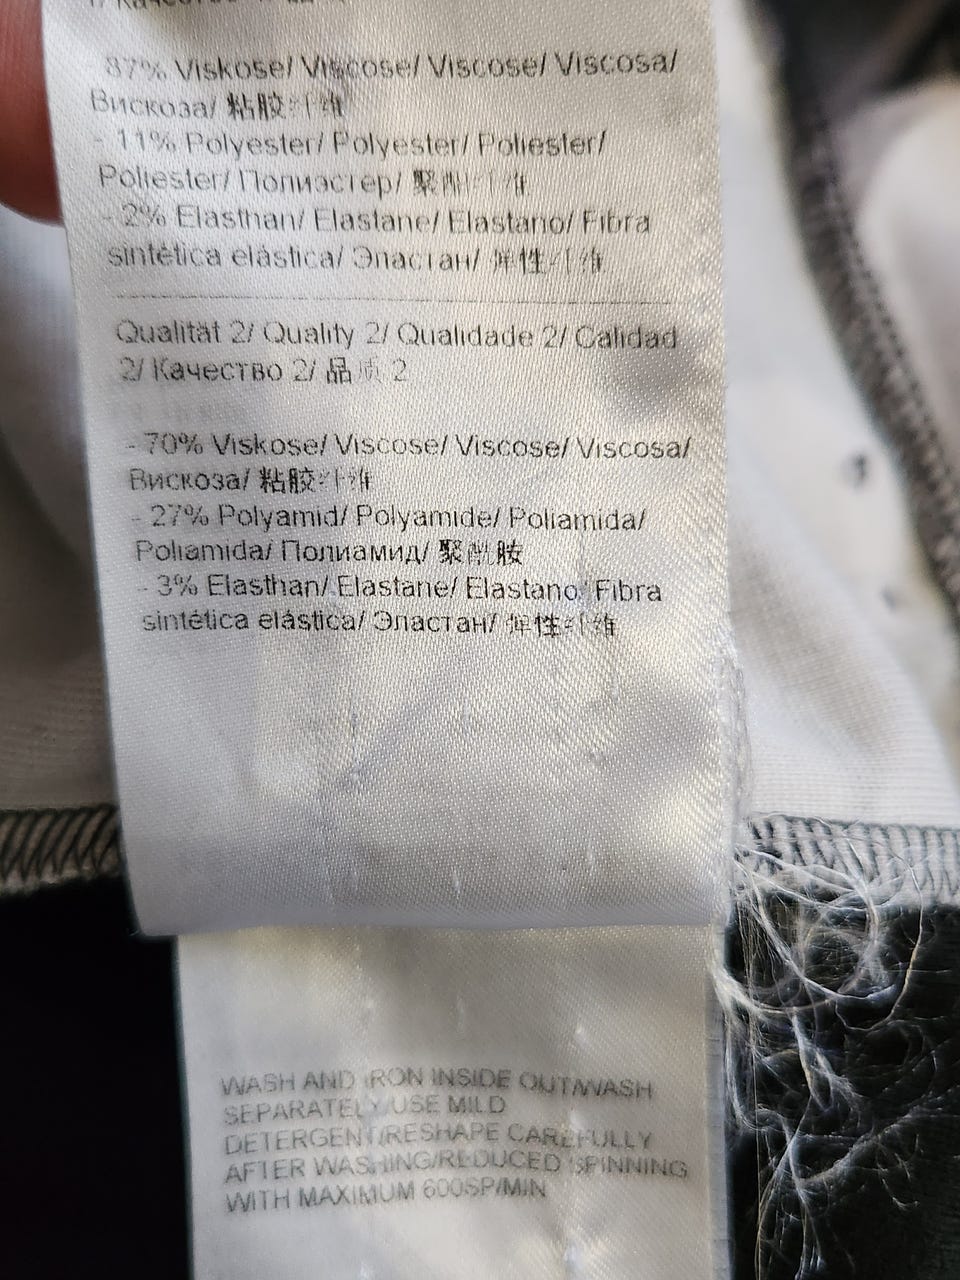 87% Viskose/ Viscose/ Viscose/ Viscosa/
Вискоза/ 粘胶纤维
- 11% Polyester/ Polyester/ Poliester/
Poliester/ Полиэстер/ 聚酯纤维
- 2% Elasthan/ Elastane/ Elastano/ Fibra
sintética elástica/ Эластан/ 弹性纤维
Qualität 2/ Quality 2/ Qualidade 2/ Calidad
2/ Качество 2/ 品质 2
- 70% Viskose/ Viscose/ Viscose/ Viscosa/
Вискоза/ 粘胶纤维
- 27% Polyamid/ Polyamide/ Poliamida/
Poliamida/ Полиамид/ 聚酰胺
- 3% Elasthan/ Elastane/ Elastano/ Fibra
sintética elástica/ Эластан/ 弹性纤维
WASH AND IRON INSIDE OUT/WASH
SEPARATELY/USE MILD
DETERGENT/RESHAPE CAREFULLY
AFTER WASHING/REDUCED SPINNING
WITH MAXIMUM 600SP/MIN